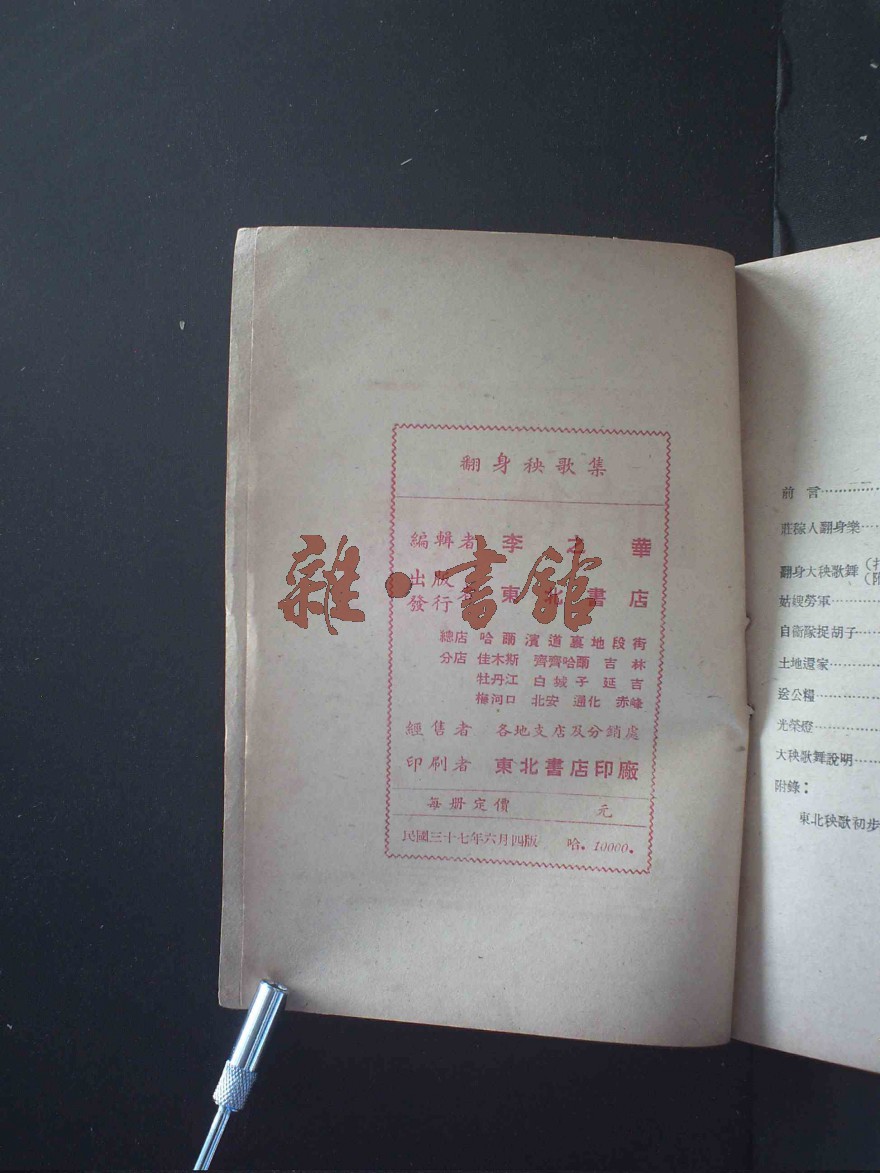 翻身秧歌集
編輯者 李之華
出版
發行者 東北書店
總店 哈爾濱道裏地段街
分店 佳木斯 齊齊哈爾 吉林
牡丹江 白城子 延吉
梅河口 北安 通化 赤峰
經售者 各地支店及分銷處
印刷者 東北書店印廠
每册定價 元
民國三十七年六月四版 哈. 10000.
雜·書館
前言
莊稼人翻身樂
翻身大秧歌舞
姑嫂勞軍
自衛隊捉胡子
土地還家
送公糧
光榮燈
大秧歌舞說明
附錄：
東北秧歌初步